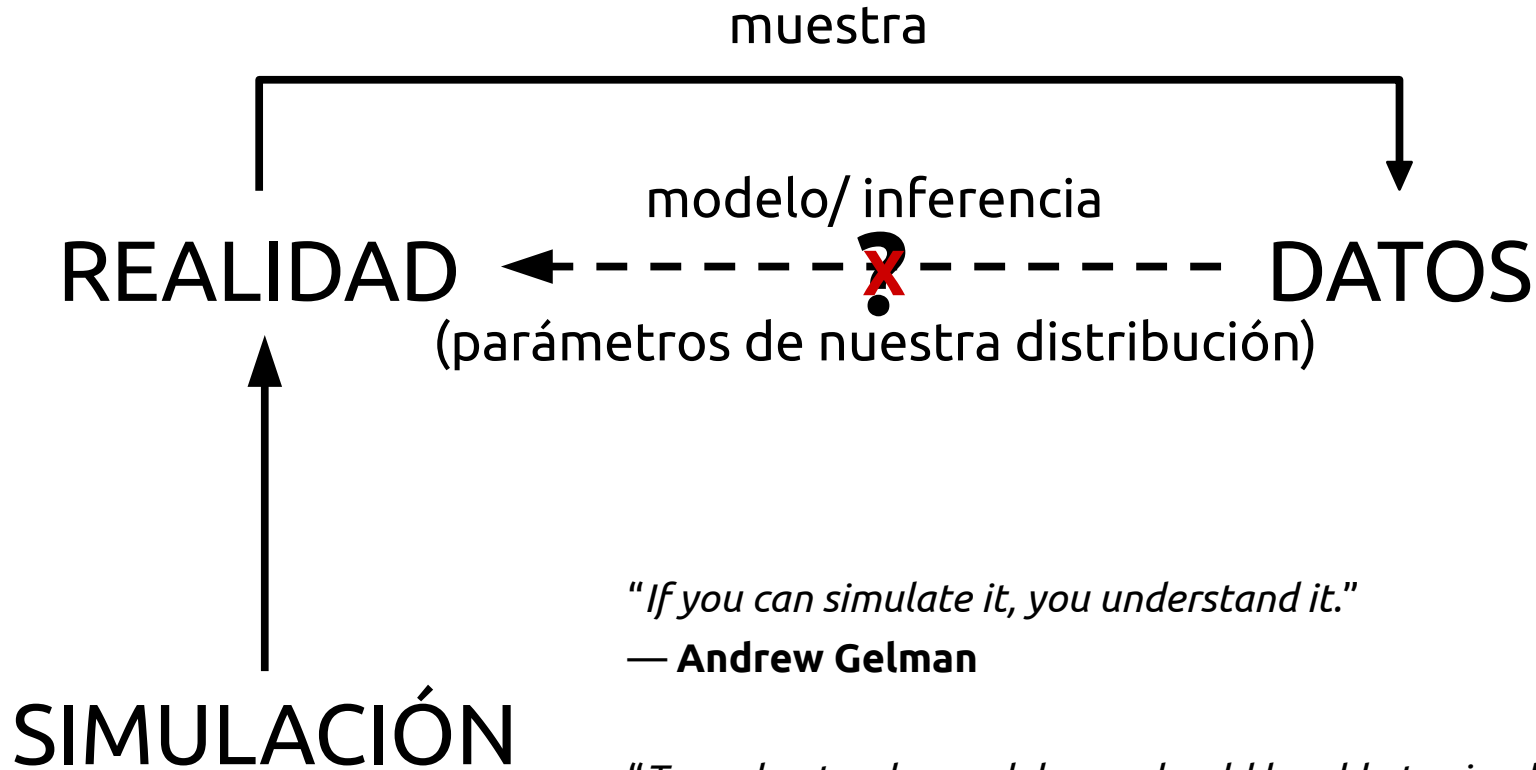 muestra
modelo/ inferencia
REALIDAD ? X DATOS
(parámetros de nuestra distribución)
“If you can simulate it, you understand it.”
— Andrew Gelman
SIMULACIÓN